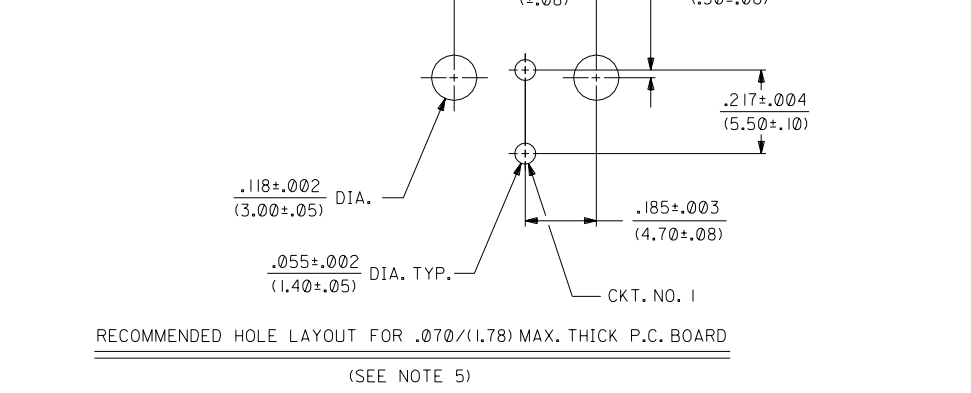 .217±.004
(5.50±.10)
.118±.002 DIA.
(3.00±.05)
.185±.003
(4.70±.08)
.055±.002 DIA. TYP.
(1.40±.05)
CKT. NO. 1
RECOMMENDED HOLE LAYOUT FOR .070/(1.78) MAX. THICK P.C. BOARD
(SEE NOTE 5)